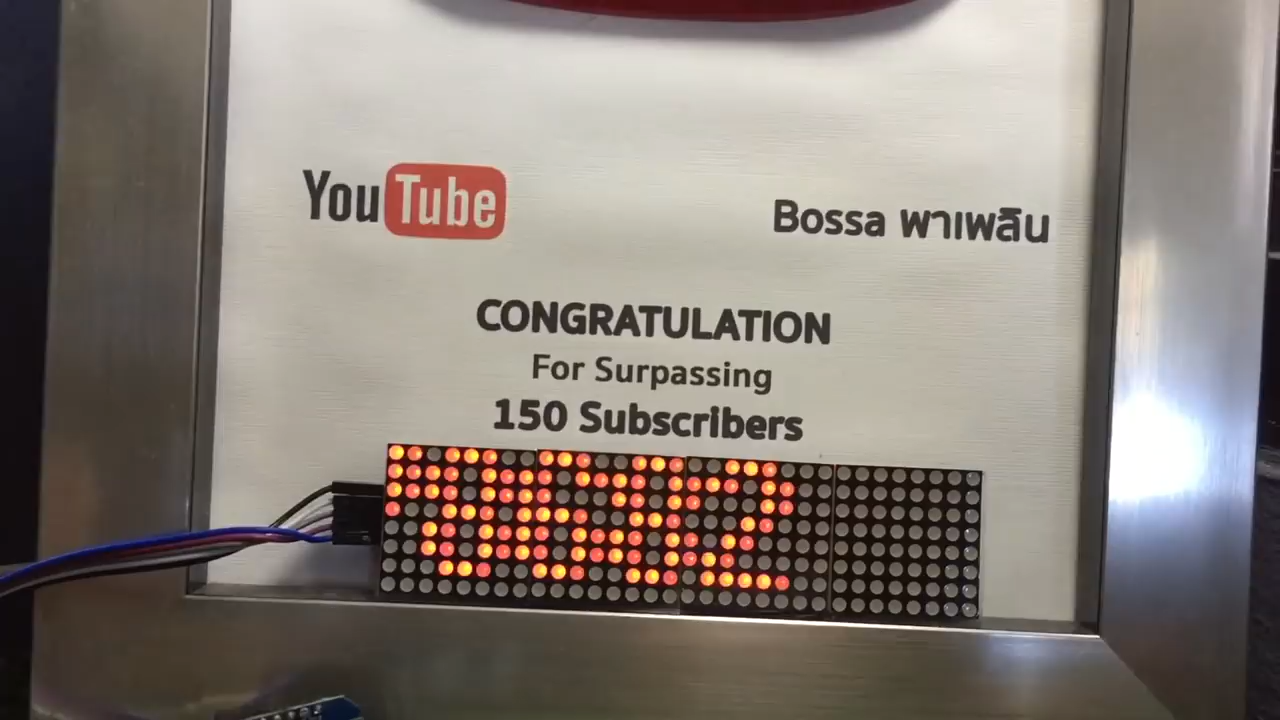 YouTube
Bossa พาเพลิน
CONGRATULATION
For Surpassing
150 Subscribers